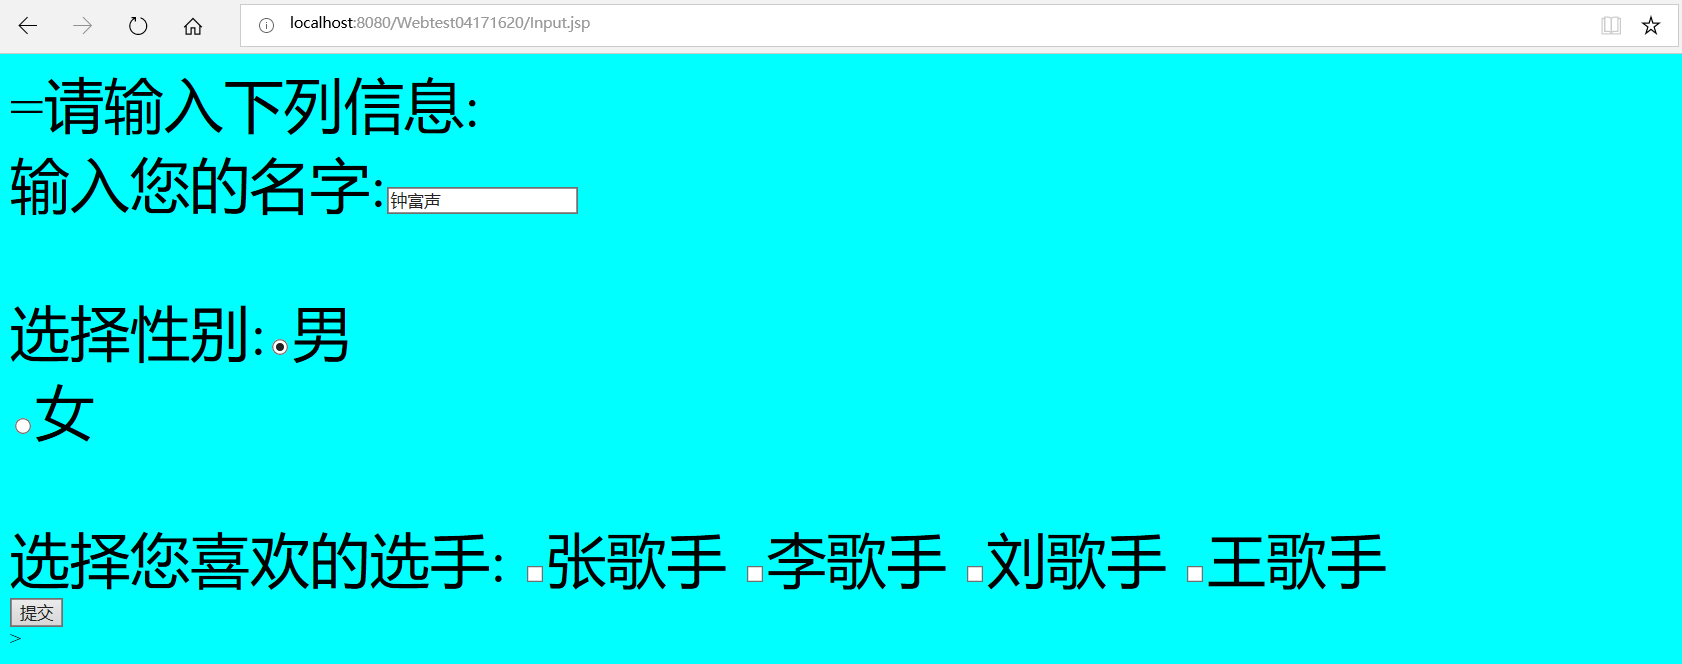 localhost:8080/Webtest04171620/Input.jsp
=请输入下列信息:
输入您的名字:钟富声
选择性别:男
女
选择您喜欢的选手: 张歌手 李歌手 刘歌手 王歌手
提交
>